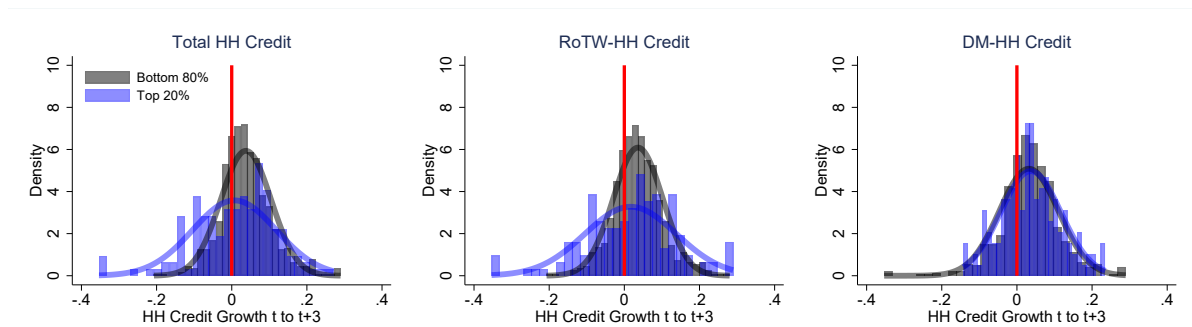 Total HH Credit
Density
0 2 4 6 8 10
Bottom 80%
Top 20%
-.4 -.2 0 .2 .4
HH Credit Growth t to t+3
RoTW-HH Credit
Density
0 2 4 6 8 10
-.4 -.2 0 .2 .4
HH Credit Growth t to t+3
DM-HH Credit
Density
0 2 4 6 8 10
-.4 -.2 0 .2 .4
HH Credit Growth t to t+3